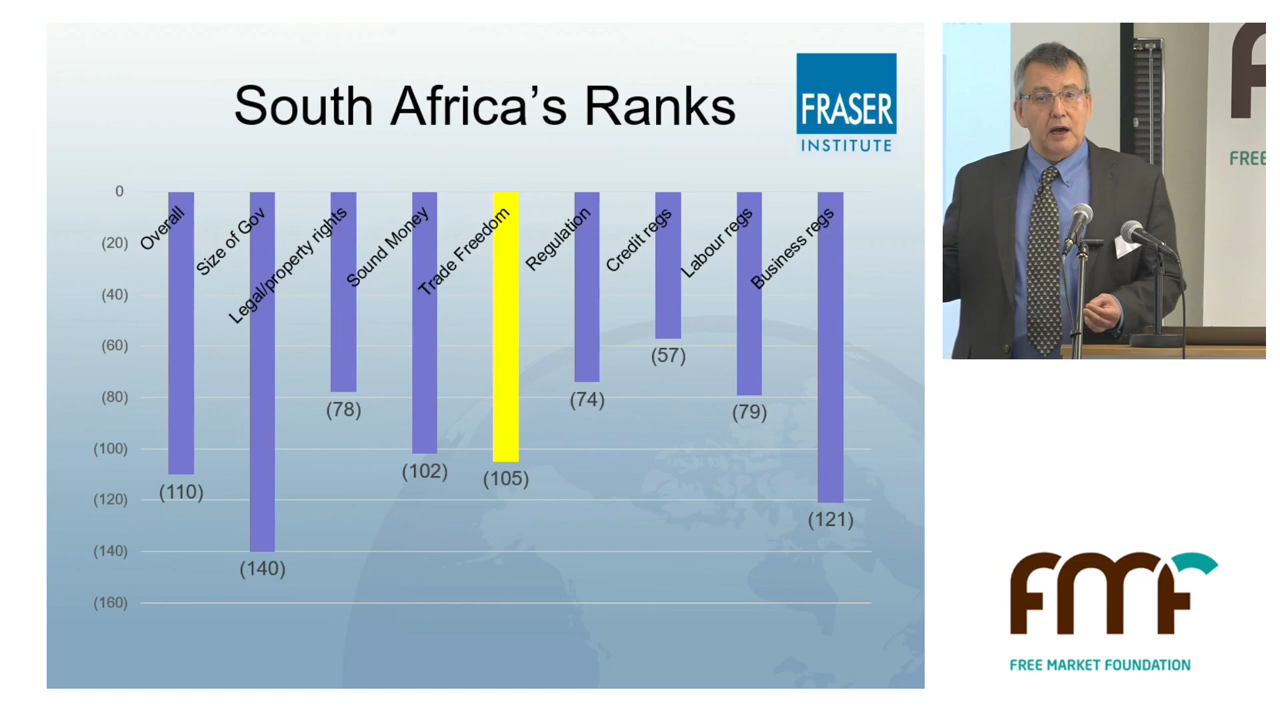 South Africa's Ranks
FRASER
INSTITUTE
0
(20)
(40)
(60)
(80)
(100)
(120)
(140)
(160)
Overall
Size of Gov
Legal/property rights
Sound Money
Trade Freedom
Regulation
Credit regs
Labour regs
Business regs
(110)
(140)
(78)
(102)
(105)
(74)
(57)
(79)
(121)
FREE
FMF
FREE MARKET FOUNDATION